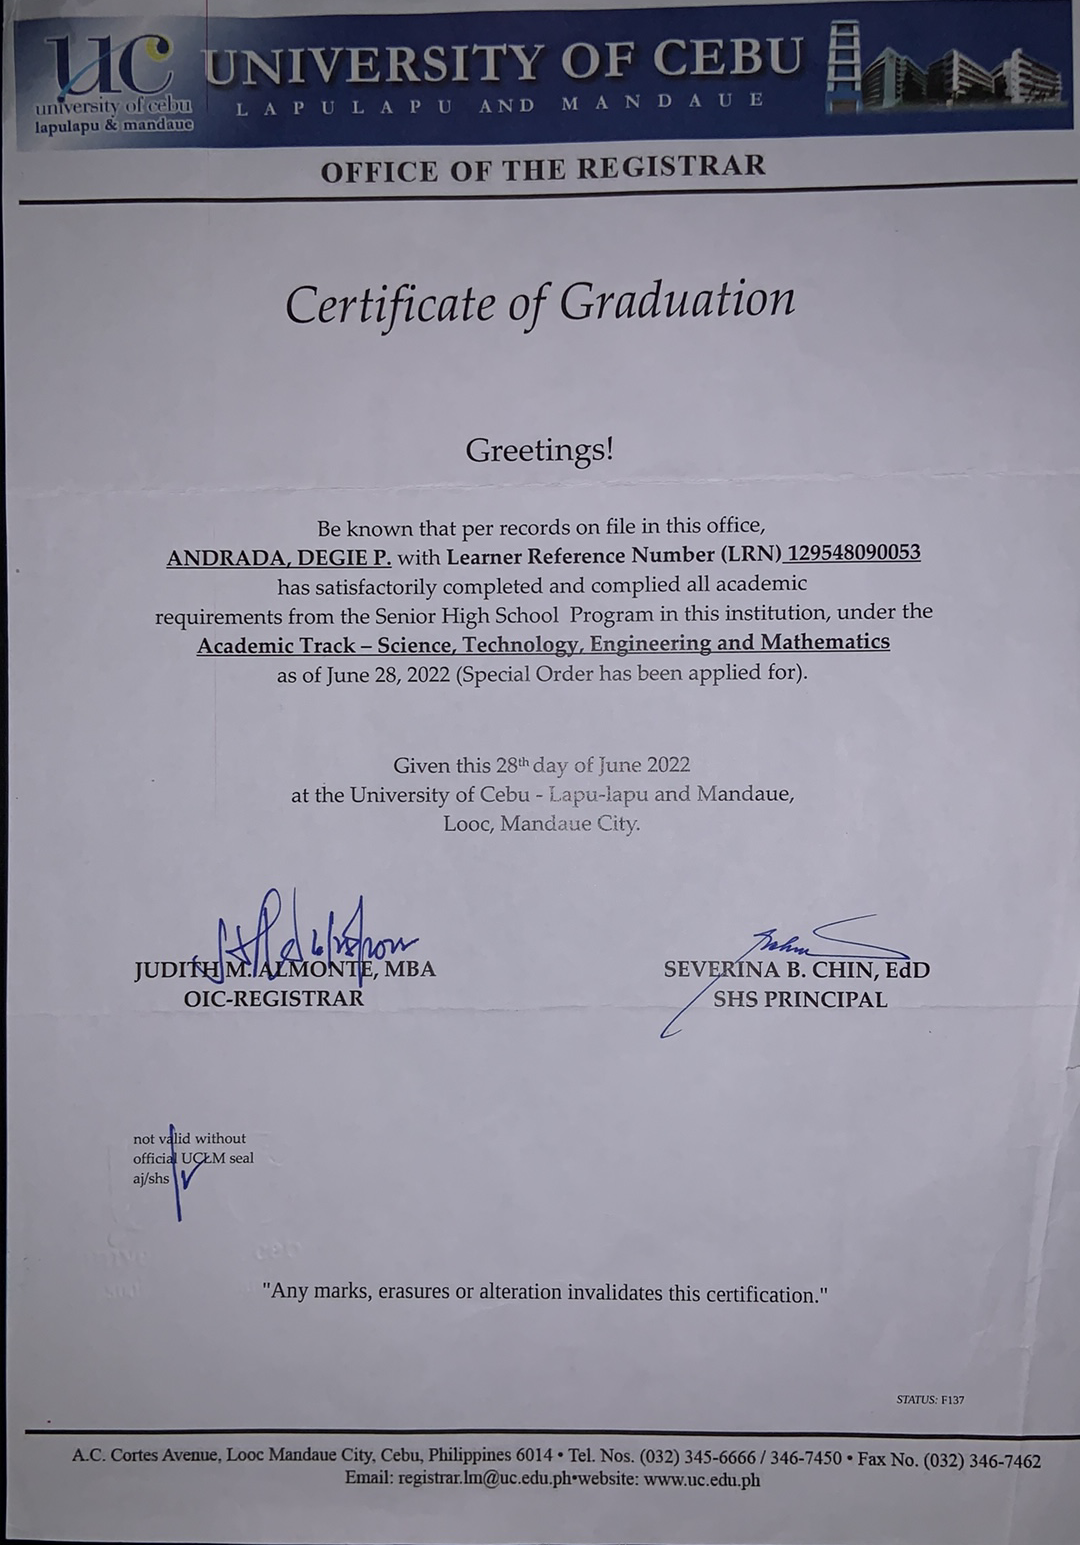 UC UNIVERSITY OF CEBU
university of cebu
lapulapu & mandaue
LAPULAPU AND MANDAUE
OFFICE OF THE REGISTRAR
Certificate of Graduation
Greetings!
Be known that per records on file in this office,
ANDRADA, DEGIE P. with Learner Reference Number (LRN) 129548090053
has satisfactorily completed and complied all academic
requirements from the Senior High School Program in this institution, under the
Academic Track – Science, Technology, Engineering and Mathematics
as of June 28, 2022 (Special Order has been applied for).
Given this 28th day of June 2022
at the University of Cebu - Lapu-lapu and Mandaue,
Looc, Mandaue City.
JUDITH M. ALMONTE, MBA
OIC-REGISTRAR
SEVERINA B. CHIN, EdD
SHS PRINCIPAL
not valid without
official UCLM seal
aj/shs
"Any marks, erasures or alteration invalidates this certification."
STATUS: F137
A.C. Cortes Avenue, Looc Mandaue City, Cebu, Philippines 6014 • Tel. Nos. (032) 345-6666 / 346-7450 • Fax No. (032) 346-7462
Email: registrar.lm@uc.edu.ph•website: www.uc.edu.ph